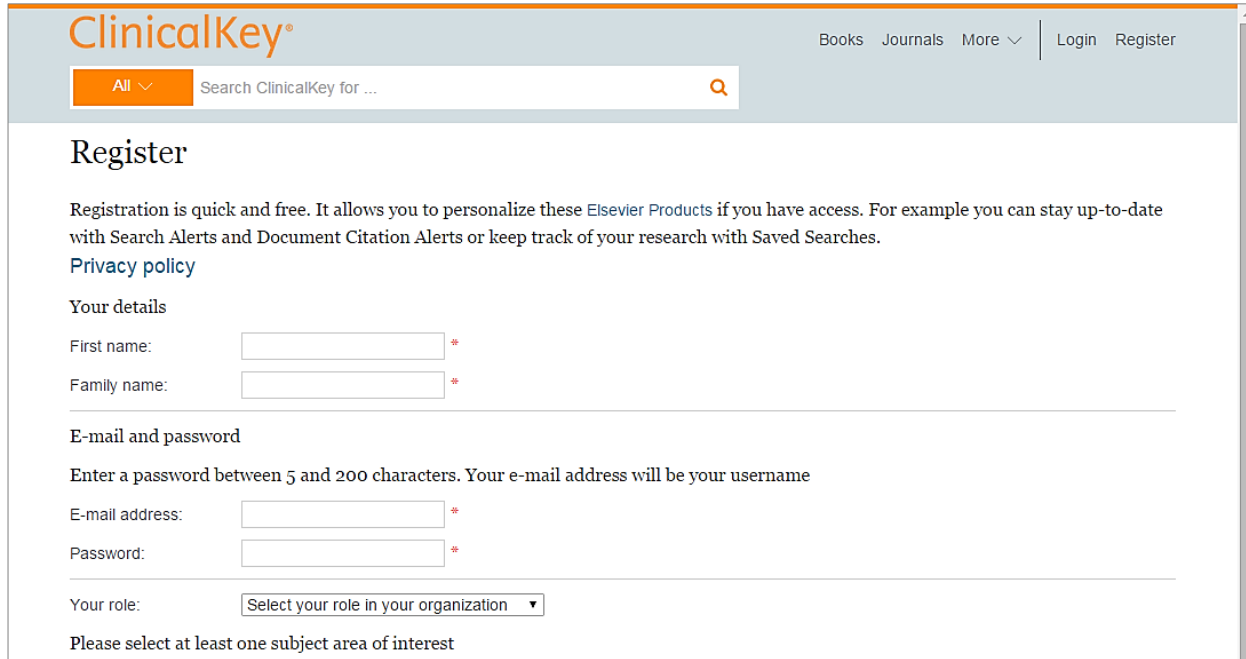 ClinicalKey®
Books Journals More Login Register
All Search ClinicalKey for ...
Register
Registration is quick and free. It allows you to personalize these Elsevier Products if you have access. For example you can stay up-to-date
with Search Alerts and Document Citation Alerts or keep track of your research with Saved Searches.
Privacy policy
Your details
First name: *
Family name: *
E-mail and password
Enter a password between 5 and 200 characters. Your e-mail address will be your username
E-mail address: *
Password: *
Your role: Select your role in your organization
Please select at least one subject area of interest